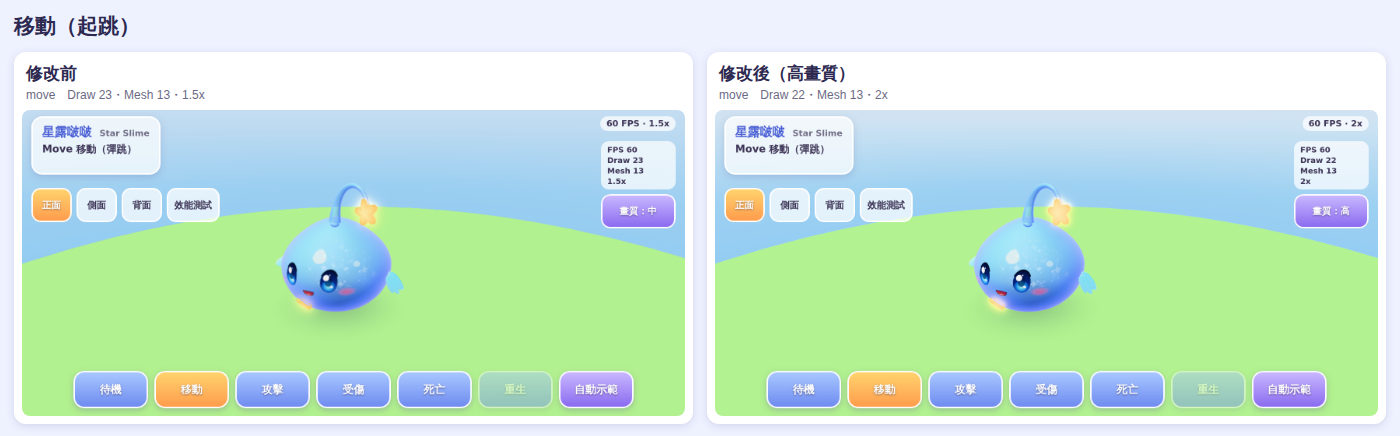 移動（起跳）
修改前
move Draw 23・Mesh 13・1.5x
星露啵啵 Star Slime
Move 移動（彈跳）
60 FPS · 1.5x
FPS 60
Draw 23
Mesh 13
1.5x
正面 側面 背面 效能測試
畫質：中
待機 移動 攻擊 受傷 死亡 重生 自動示範
修改後（高畫質）
move Draw 22・Mesh 13・2x
星露啵啵 Star Slime
Move 移動（彈跳）
60 FPS · 2x
FPS 60
Draw 22
Mesh 13
2x
正面 側面 背面 效能測試
畫質：高
待機 移動 攻擊 受傷 死亡 重生 自動示範